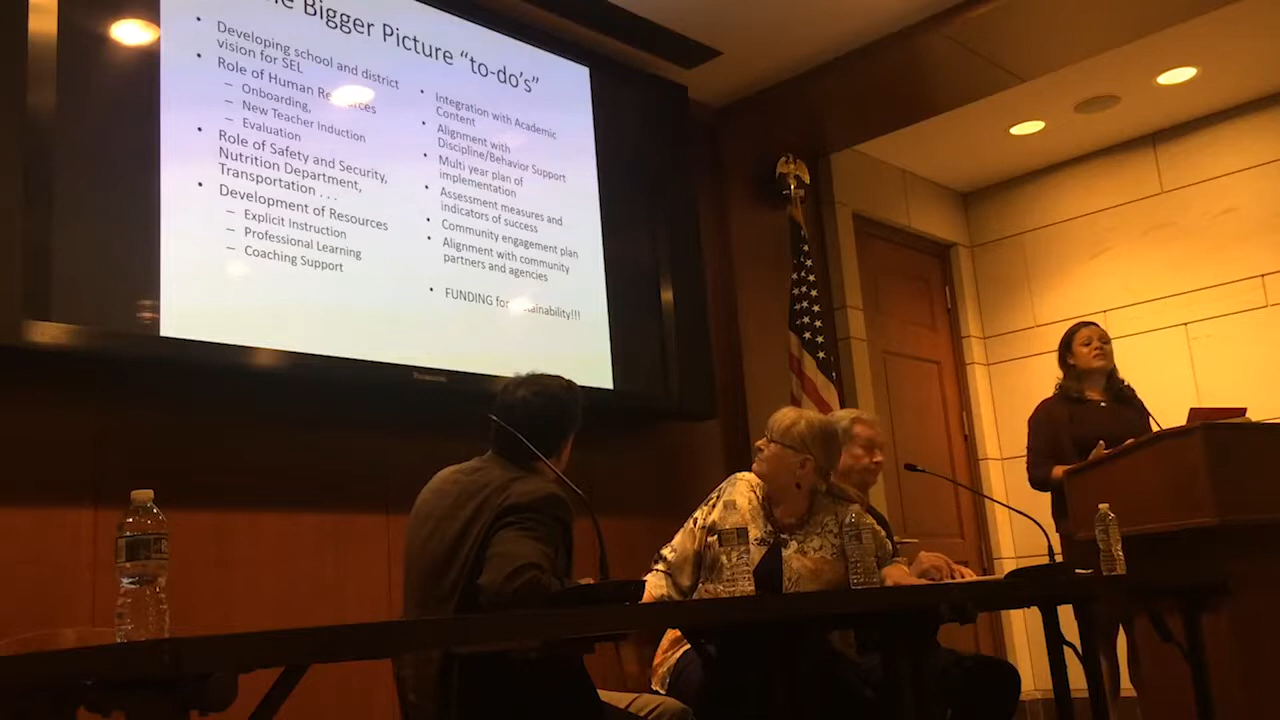 Bigger Picture "to-do's"
• Developing school and district
vision for SEL
• Role of Human Resources
– Onboarding,
– New Teacher Induction
– Evaluation
• Role of Safety and Security,
Nutrition Department,
Transportation . . .
• Development of Resources
– Explicit Instruction
– Professional Learning
– Coaching Support
• Integration with Academic
Content
• Alignment with
Discipline/Behavior Support
• Multi year plan of
implementation
• Assessment measures and
indicators of success
• Community engagement plan
• Alignment with community
partners and agencies
• FUNDING for
Panasonic